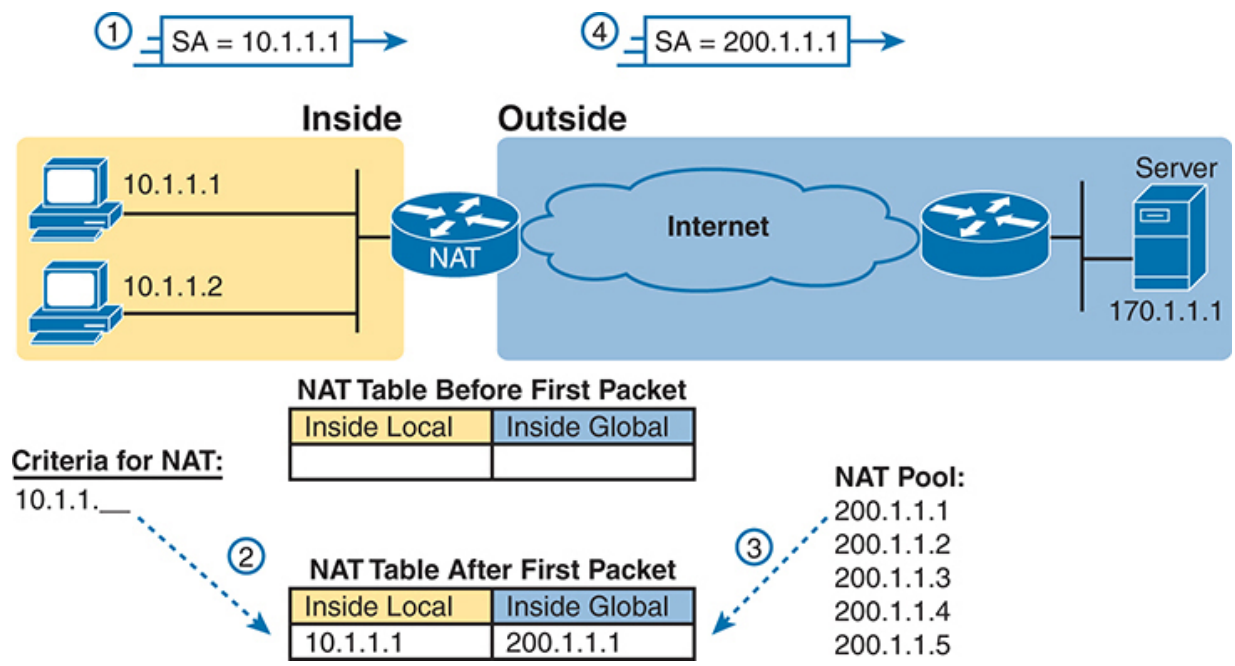 1 SA = 10.1.1.1
4 SA = 200.1.1.1
Inside
Outside
10.1.1.1
10.1.1.2
NAT
Internet
Server
170.1.1.1
NAT Table Before First Packet
Inside Local Inside Global
Criteria for NAT:
10.1.1.__
2
NAT Table After First Packet
Inside Local Inside Global
10.1.1.1 200.1.1.1
3
NAT Pool:
200.1.1.1
200.1.1.2
200.1.1.3
200.1.1.4
200.1.1.5